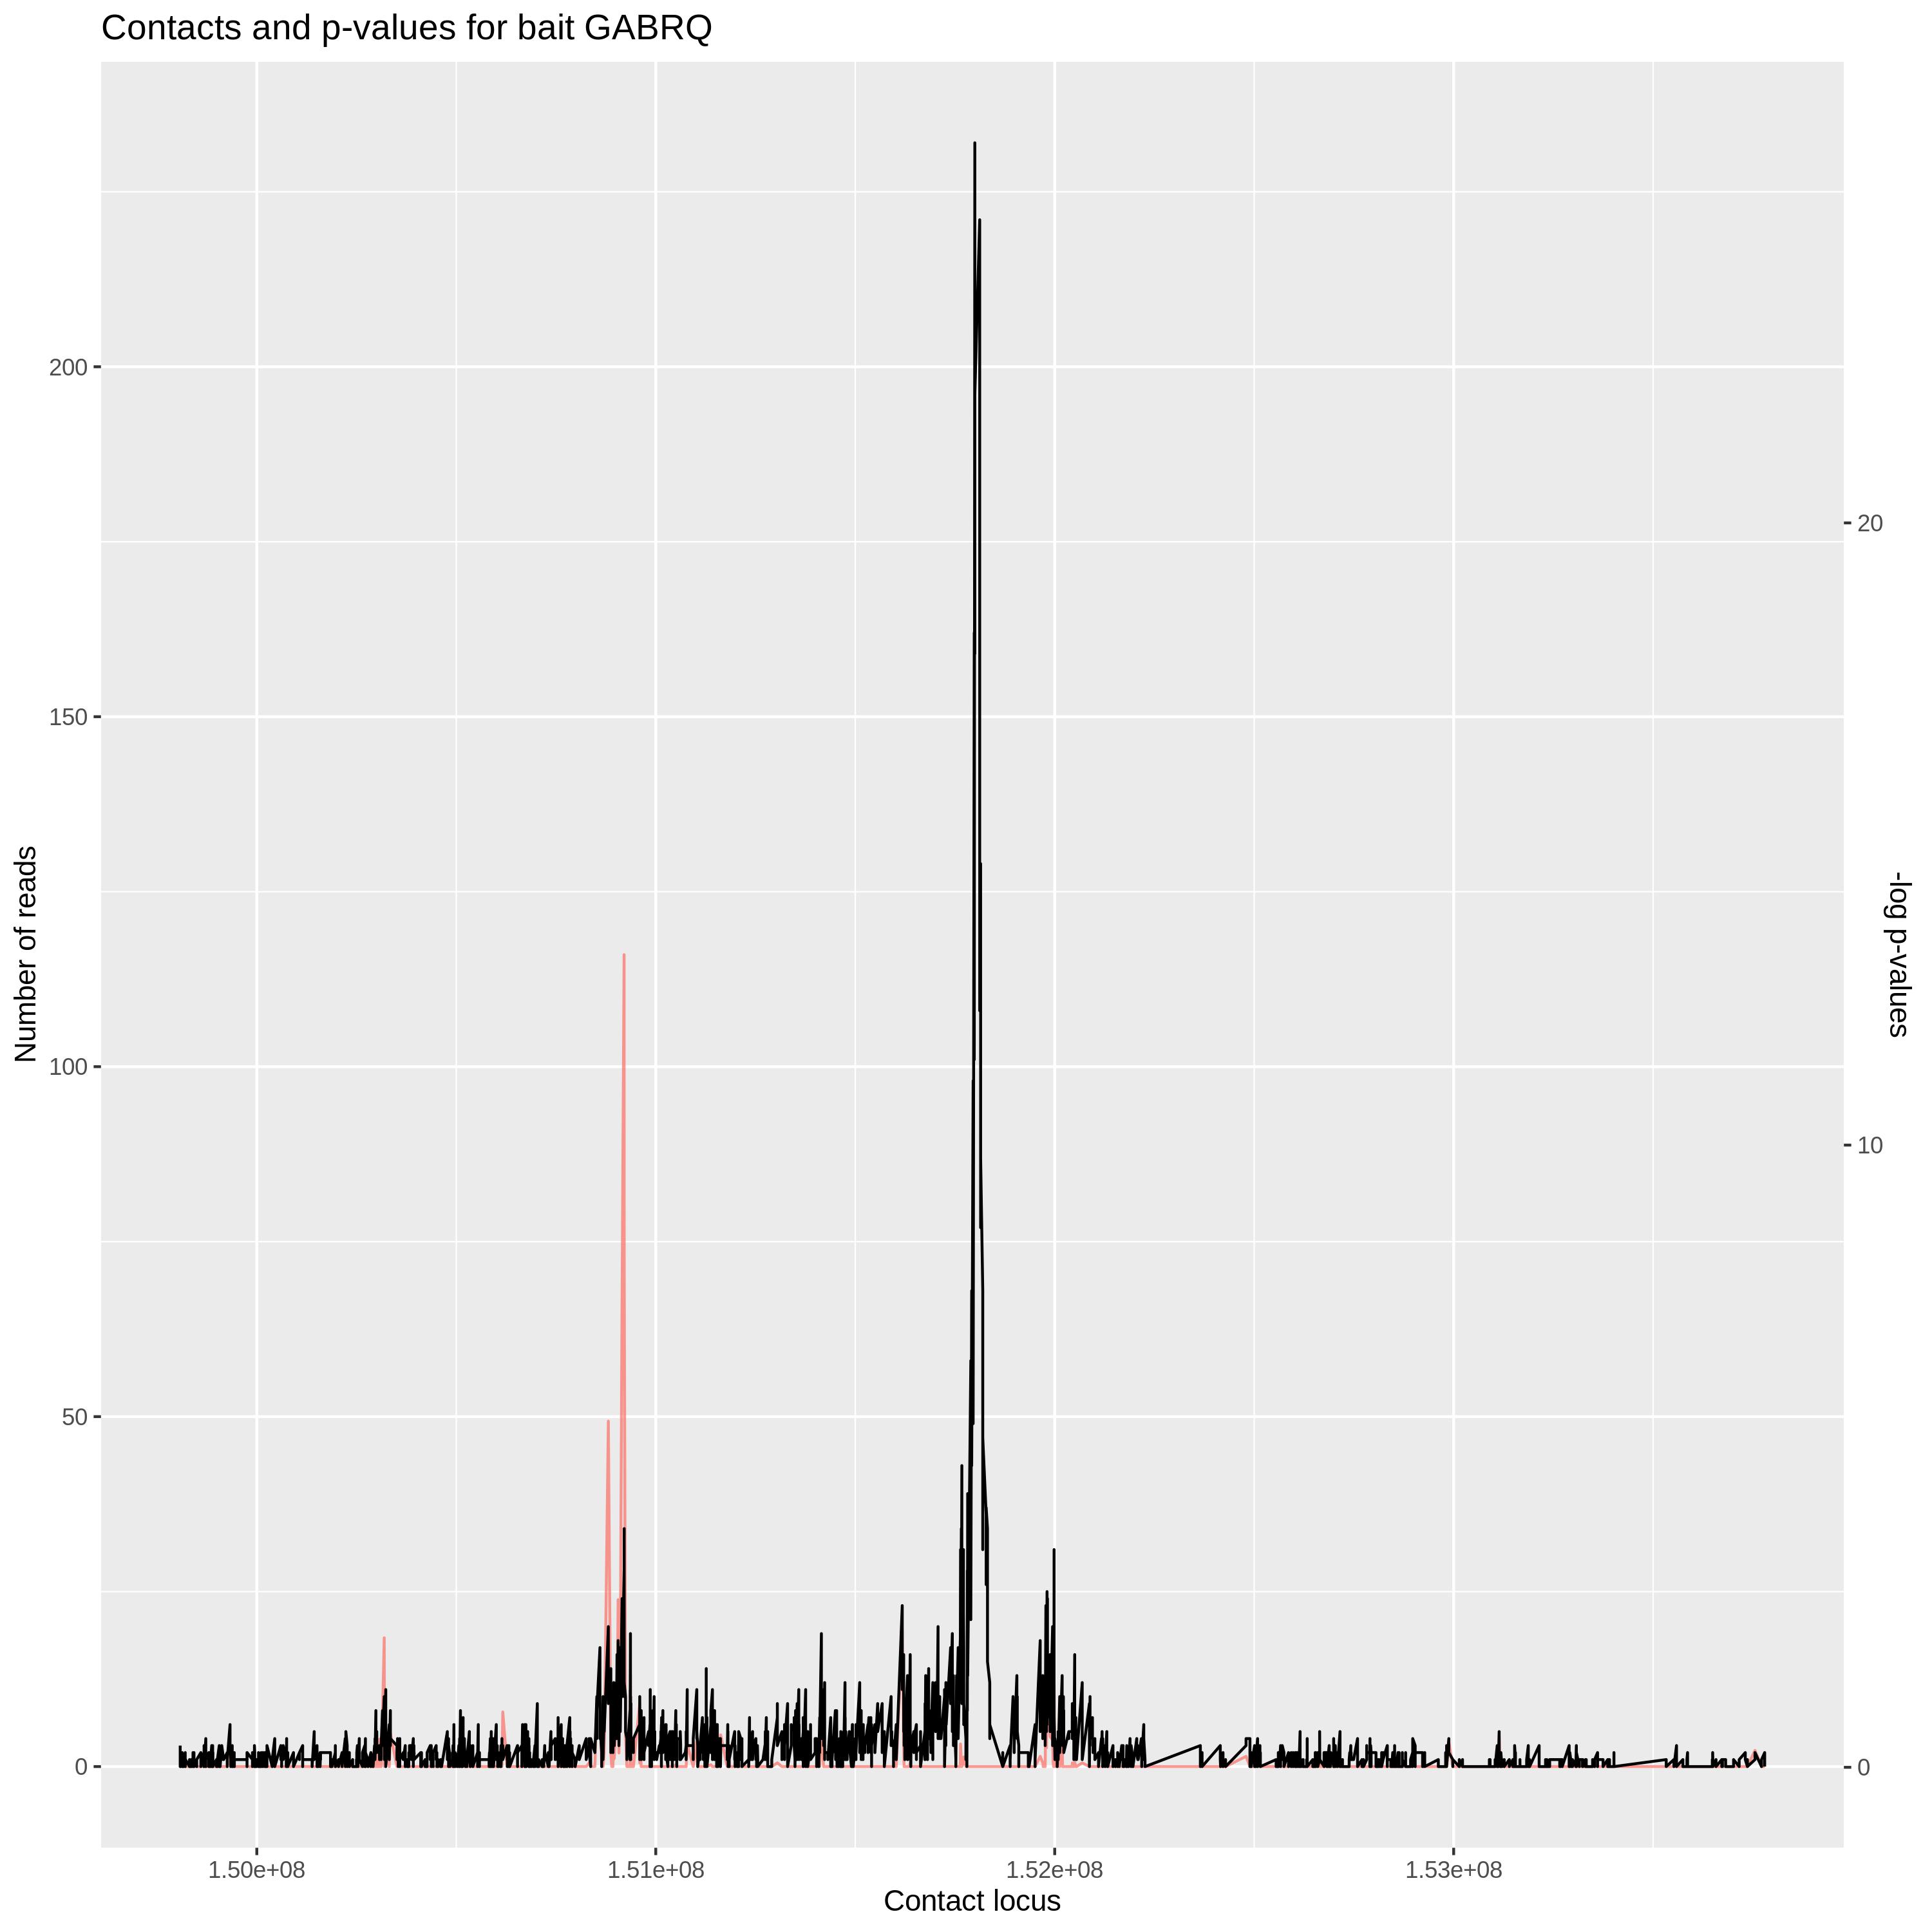 Contacts and p-values for bait GABRQ
Number of reads
200
150
100
50
0
20
10
0
-log p-values
1.50e+08 1.51e+08 1.52e+08 1.53e+08
Contact locus